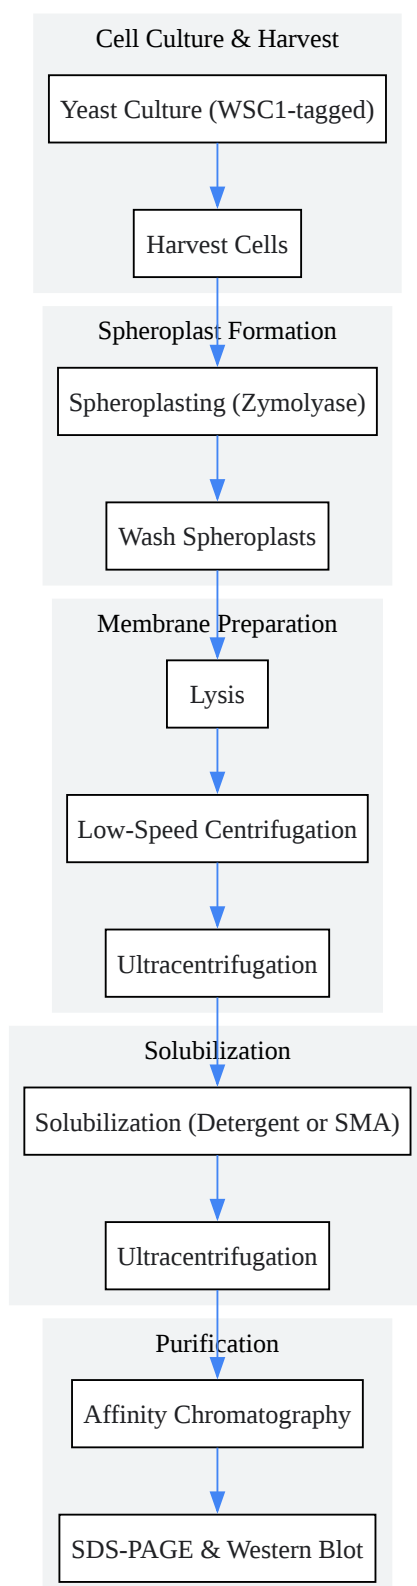 Cell Culture & Harvest
Yeast Culture (WSC1-tagged)
Harvest Cells
Spheroplast Formation
Spheroplasting (Zymolyase)
Wash Spheroplasts
Membrane Preparation
Lysis
Low-Speed Centrifugation
Ultracentrifugation
Solubilization
Solubilization (Detergent or SMA)
Ultracentrifugation
Purification
Affinity Chromatography
SDS-PAGE & Western Blot